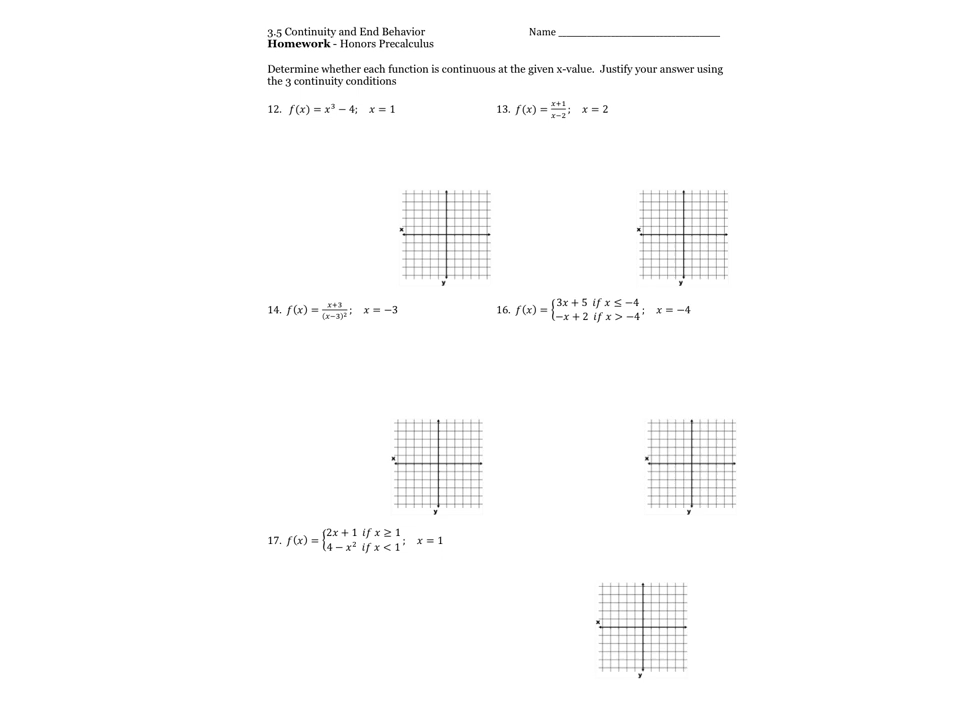 3.5 Continuity and End Behavior Name ___________________________
Homework - Honors Precalculus
Determine whether each function is continuous at the given x-value. Justify your answer using
the 3 continuity conditions
12. f(x) = x³ − 4; x = 1 13. f(x) = (x+1)/(x−2); x = 2
x x
y y
14. f(x) = (x+3)/(x−3)²; x = −3 16. f(x) = {3x + 5 if x ≤ −4
−x + 2 if x > −4; x = −4
x x
y y
17. f(x) = {2x + 1 if x ≥ 1
4 − x² if x < 1; x = 1
x
y